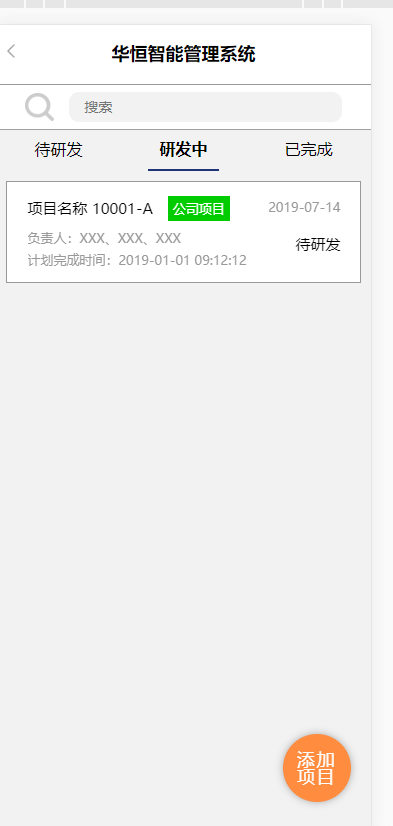 华恒智能管理系统
搜索
待研发 研发中 已完成
项目名称 10001-A 公司项目 2019-07-14
负责人：XXX、XXX、XXX
待研发
计划完成时间：2019-01-01 09:12:12
添加
项目